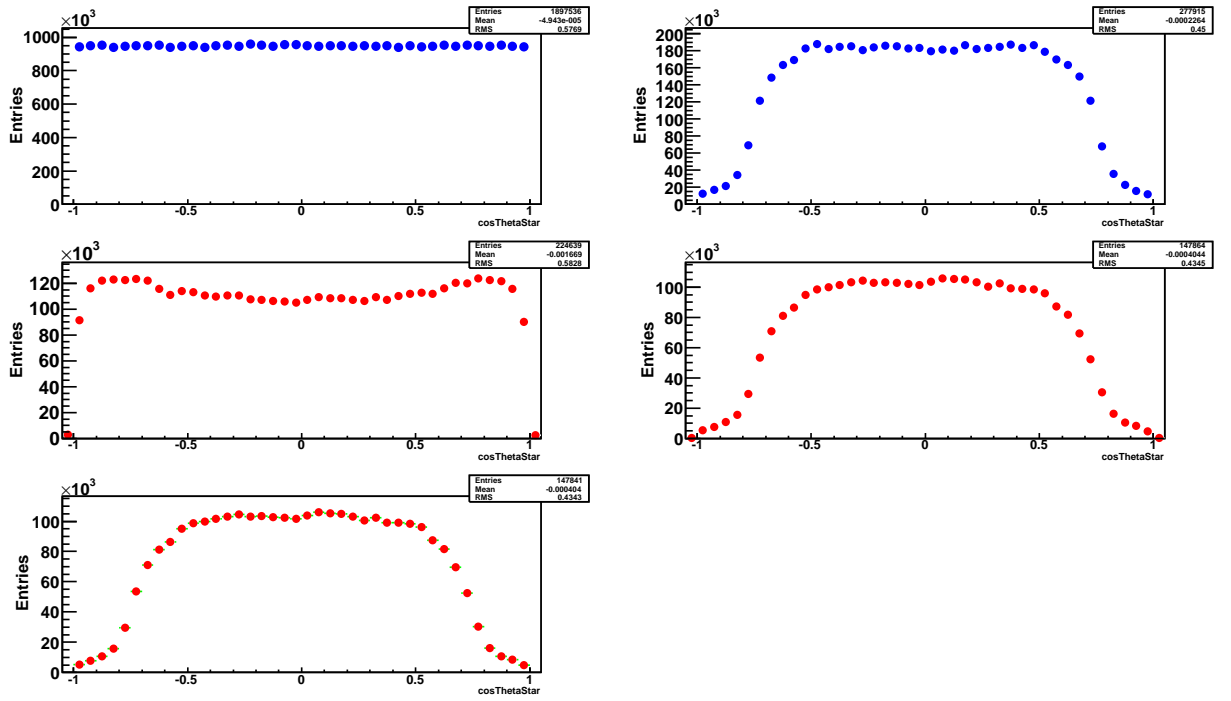 Entries 1897536
Mean -4.943e-005
RMS 0.5769
×10³
Entries
1000
800
600
400
200
0
-1 -0.5 0 0.5 1
cosThetaStar
Entries 277915
Mean -0.0002264
RMS 0.45
×10³
Entries
200
180
160
140
120
100
80
60
40
20
0
-1 -0.5 0 0.5 1
cosThetaStar
Entries 224639
Mean -0.001669
RMS 0.5828
×10³
Entries
120
100
80
60
40
20
0
-1 -0.5 0 0.5 1
cosThetaStar
Entries 147864
Mean -0.0004044
RMS 0.4345
×10³
Entries
100
80
60
40
20
0
-1 -0.5 0 0.5 1
cosThetaStar
Entries 147841
Mean -0.000404
RMS 0.4343
×10³
Entries
100
80
60
40
20
0
-1 -0.5 0 0.5 1
cosThetaStar